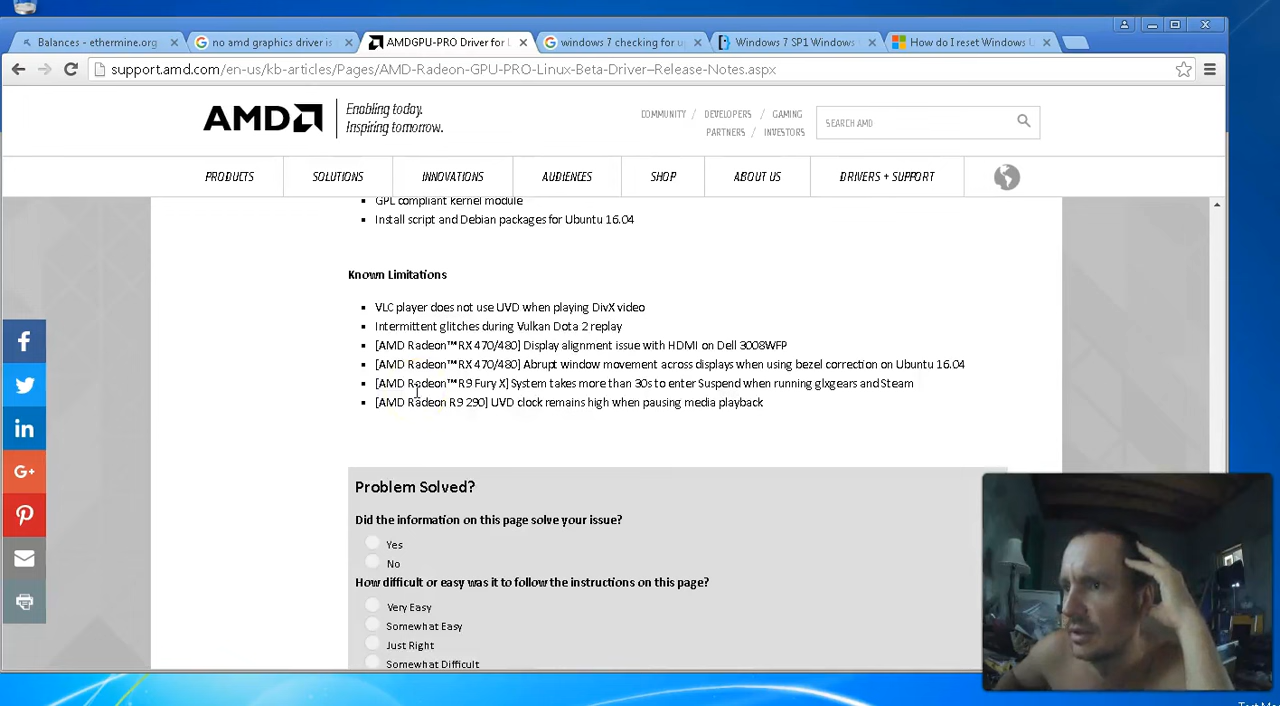 Balances - ethermine.org
no amd graphics driver is
AMDGPU-PRO Driver for L
windows 7 checking for up
Windows 7 SP1 Windows
How do I reset Windows U
support.amd.com/en-us/kb-articles/Pages/AMD-Radeon-GPU-PRO-Linux-Beta-Driver–Release-Notes.aspx
AMD
Enabling today.
Inspiring tomorrow.
COMMUNITY / DEVELOPERS / GAMING
PARTNERS / INVESTORS
SEARCH AMD
PRODUCTS
SOLUTIONS
INNOVATIONS
AUDIENCES
SHOP
ABOUT US
DRIVERS + SUPPORT
GPL compliant kernel module
Install script and Debian packages for Ubuntu 16.04
Known Limitations
VLC player does not use UVD when playing DivX video
Intermittent glitches during Vulkan Dota 2 replay
[AMD Radeon™ RX 470/480] Display alignment issue with HDMI on Dell 3008WFP
[AMD Radeon™ RX 470/480] Abrupt window movement across displays when using bezel correction on Ubuntu 16.04
[AMD Radeon™ R9 Fury X] System takes more than 30s to enter Suspend when running glxgears and Steam
[AMD Radeon R9 290] UVD clock remains high when pausing media playback
Problem Solved?
Did the information on this page solve your issue?
Yes
No
How difficult or easy was it to follow the instructions on this page?
Very Easy
Somewhat Easy
Just Right
Somewhat Difficult